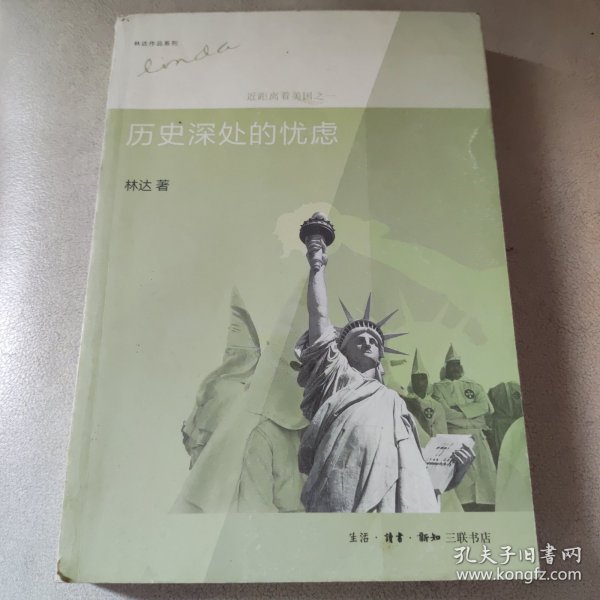 林达作品系列
Linda
近距离看美国之一
历史深处的忧虑
林达 著
生活·讀書·新知 三联书店
孔夫子旧书网
www.kongfz.com